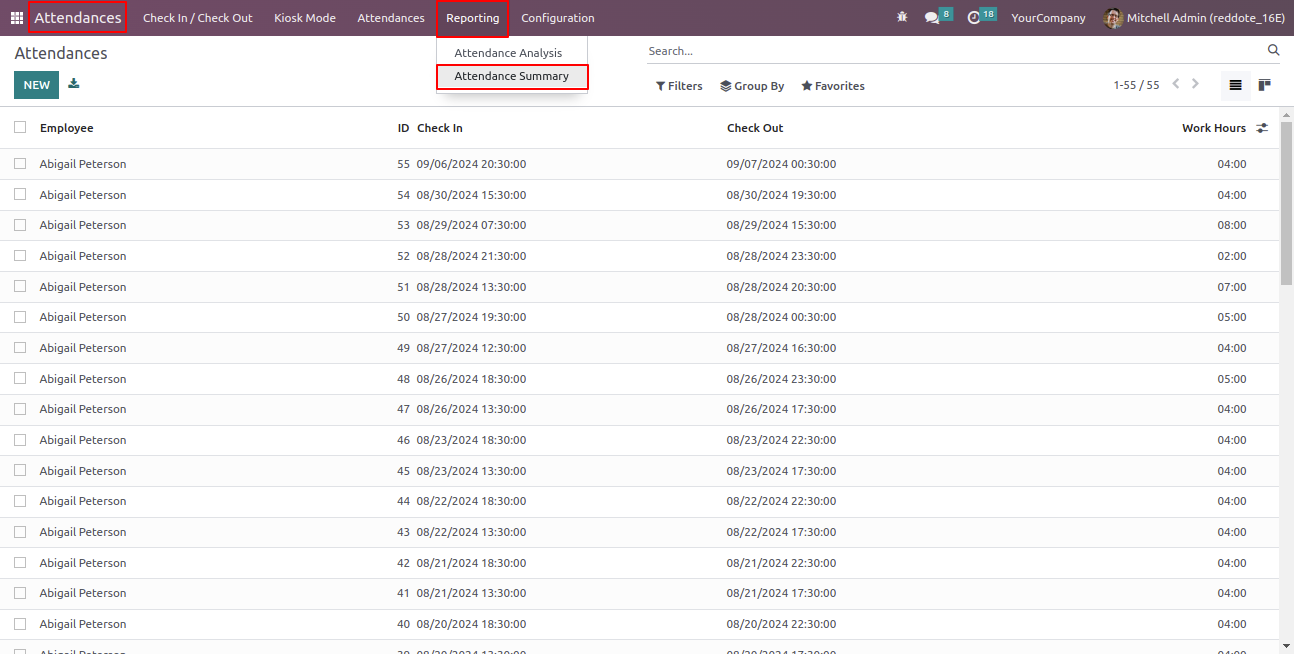 Attendances Check In / Check Out Kiosk Mode Attendances Reporting Configuration 8 18 YourCompany Mitchell Admin (reddote_16E)
Attendances Attendance Analysis Search...
NEW Attendance Summary Filters Group By Favorites 1-55 / 55
Employee ID Check In Check Out Work Hours
Abigail Peterson 55 09/06/2024 20:30:00 09/07/2024 00:30:00 04:00
Abigail Peterson 54 08/30/2024 15:30:00 08/30/2024 19:30:00 04:00
Abigail Peterson 53 08/29/2024 07:30:00 08/29/2024 15:30:00 08:00
Abigail Peterson 52 08/28/2024 21:30:00 08/28/2024 23:30:00 02:00
Abigail Peterson 51 08/28/2024 13:30:00 08/28/2024 20:30:00 07:00
Abigail Peterson 50 08/27/2024 19:30:00 08/28/2024 00:30:00 05:00
Abigail Peterson 49 08/27/2024 12:30:00 08/27/2024 16:30:00 04:00
Abigail Peterson 48 08/26/2024 18:30:00 08/26/2024 23:30:00 05:00
Abigail Peterson 47 08/26/2024 13:30:00 08/26/2024 17:30:00 04:00
Abigail Peterson 46 08/23/2024 18:30:00 08/23/2024 22:30:00 04:00
Abigail Peterson 45 08/23/2024 13:30:00 08/23/2024 17:30:00 04:00
Abigail Peterson 44 08/22/2024 18:30:00 08/22/2024 22:30:00 04:00
Abigail Peterson 43 08/22/2024 13:30:00 08/22/2024 17:30:00 04:00
Abigail Peterson 42 08/21/2024 18:30:00 08/21/2024 22:30:00 04:00
Abigail Peterson 41 08/21/2024 13:30:00 08/21/2024 17:30:00 04:00
Abigail Peterson 40 08/20/2024 18:30:00 08/20/2024 22:30:00 04:00